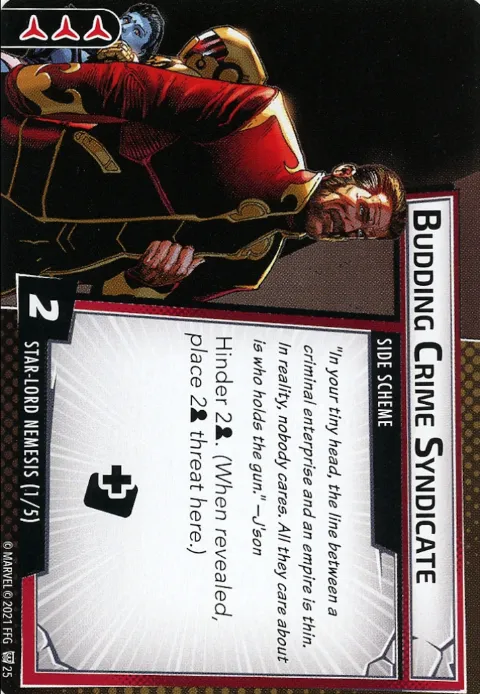 BUDDING CRIME SYNDICATE
SIDE SCHEME
"In your tiny head, the line between a
criminal enterprise and an empire is thin.
In reality, nobody cares. All they care about
is who holds the gun." —J'son
Hinder 2. (When revealed,
place 2 threat here.)
2
STAR-LORD NEMESIS (1/5)
© MARVEL © 2021 FFG 25